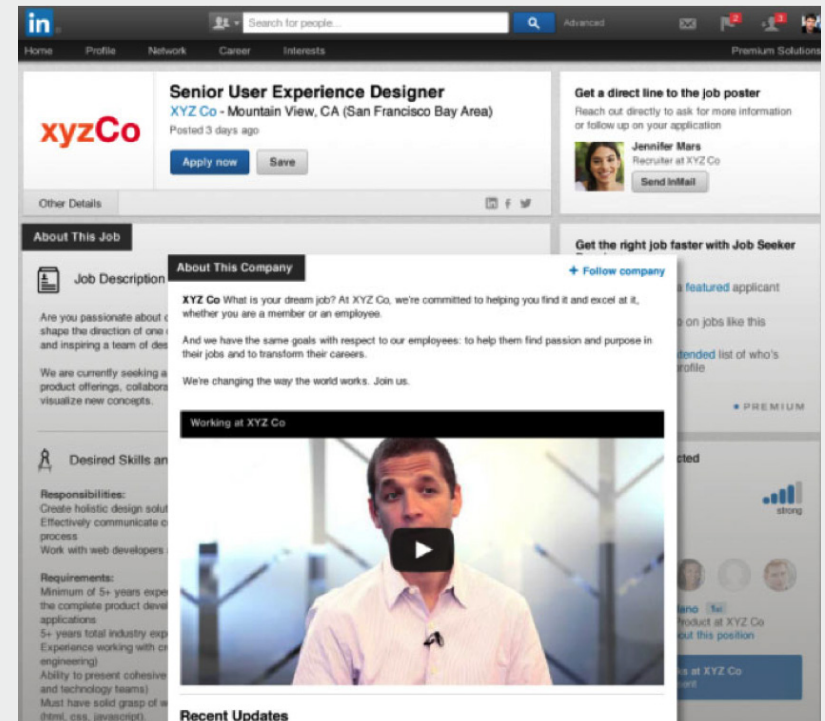 in
Search for people...
Advanced
2
3
Home Profile Network Career Interests
Premium Solutions
xyzCo
Senior User Experience Designer
XYZ Co - Mountain View, CA (San Francisco Bay Area)
Posted 3 days ago
Apply now Save
Other Details
Get a direct line to the job poster
Reach out directly to ask for more information
or follow up on your application
Jennifer Mars
Recruiter at XYZ Co
Send InMail
About This Job
Job Description
Are you passionate about
shape the direction of one
and inspiring a team of des
We are currently seeking a
product offerings, collabora
visualize new concepts.
Desired Skills an
Responsibilities:
Create holistic design solut
Effectively communicate c
process
Work with web developers
Requirements:
Minimum of 5+ years expe
the complete product devel
applications
5+ years total industry exp
Experience working with cr
engineering)
Ability to present cohesive
and technology teams)
Must have solid grasp of w
(html, css, javascript).
About This Company
+ Follow company
XYZ Co What is your dream job? At XYZ Co, we're committed to helping you find it and excel at it,
whether you are a member or an employee.
And we have the same goals with respect to our employees: to help them find passion and purpose in
their jobs and to transform their careers.
We're changing the way the world works. Join us.
Working at XYZ Co
Recent Updates
Get the right job faster with Job Seeker
a featured applicant
on jobs like this
list of who's
PREMIUM
cted
strong
1st
Product at XYZ Co
out this position
ks at XYZ Co